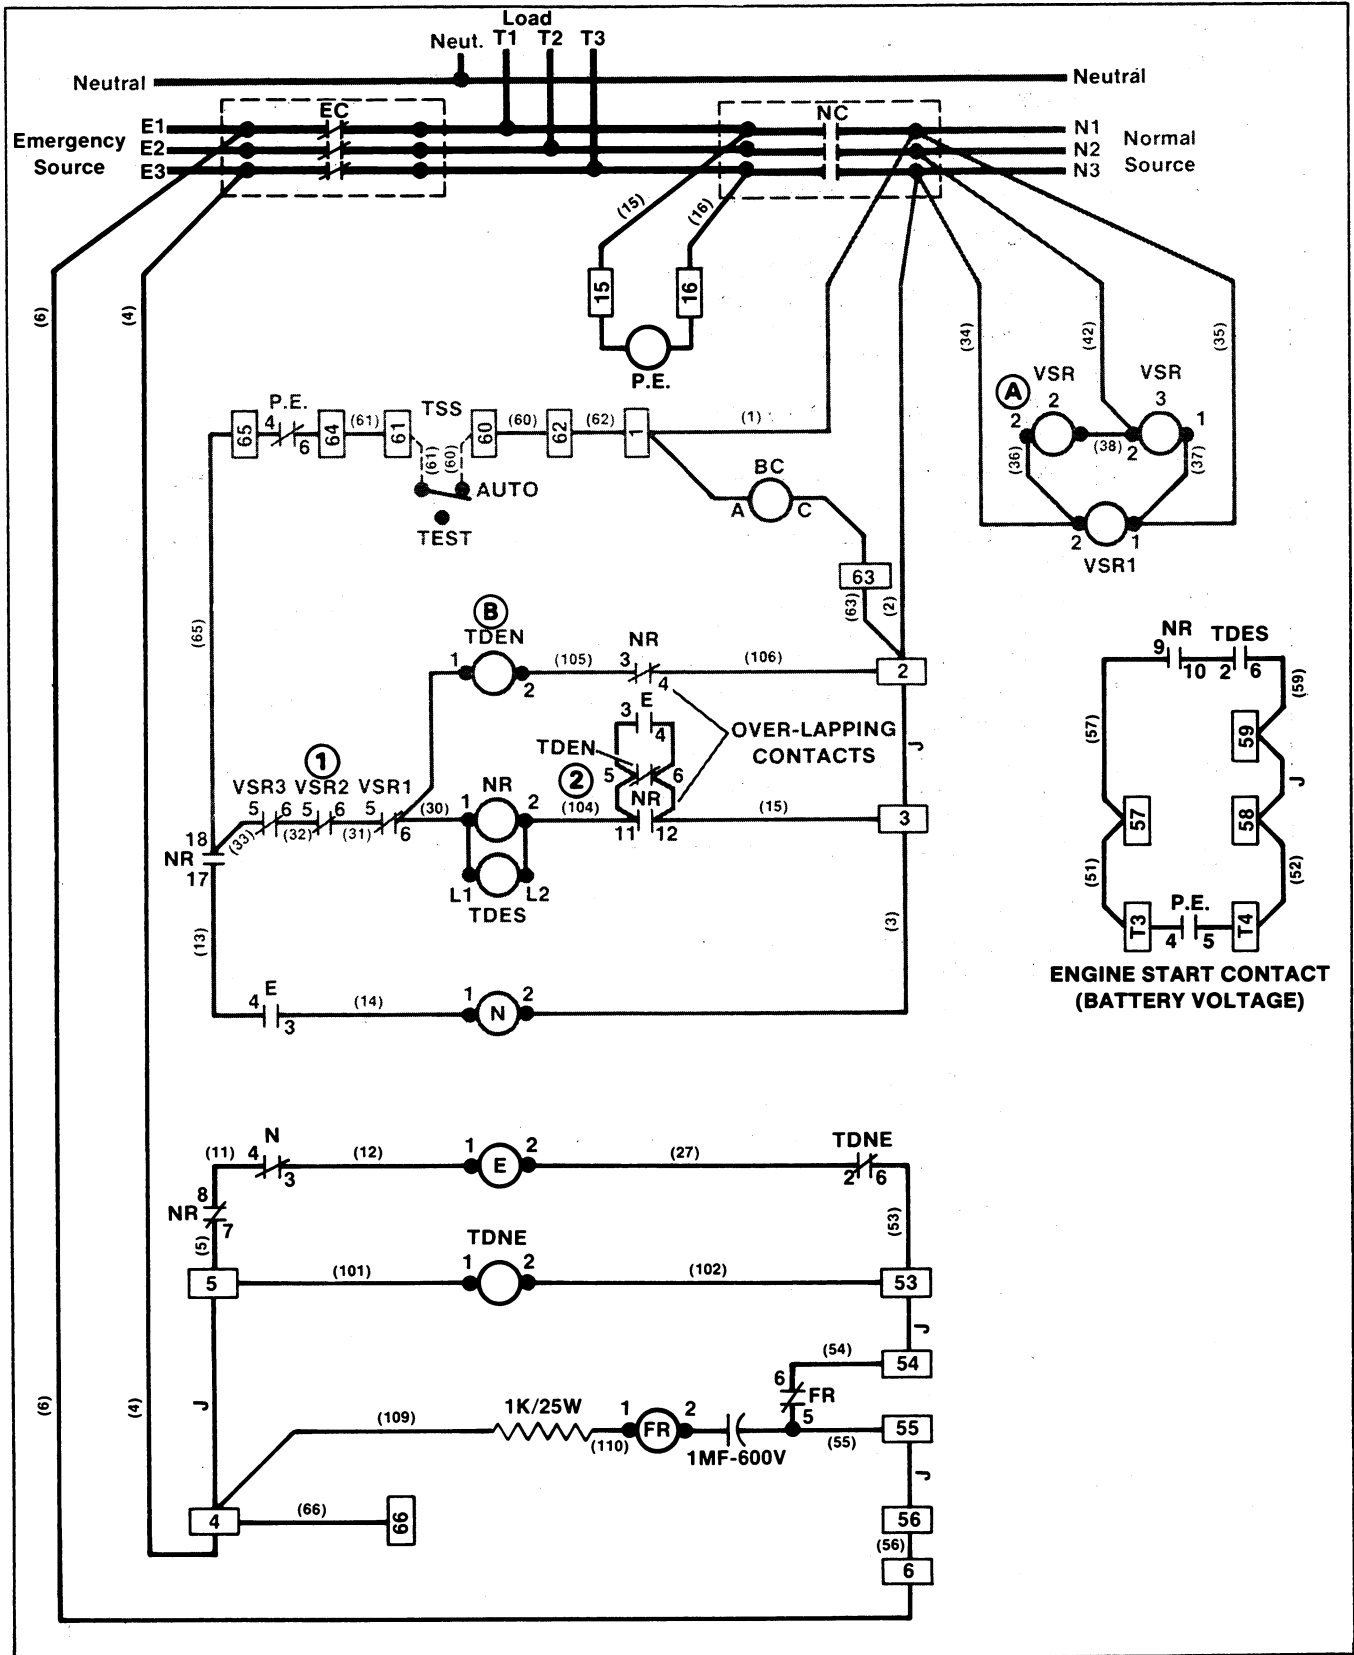 Load
Neut. T1 T2 T3
Neutral
Neutral
EC
NC
Emergency
Source
E1
E2
E3
N1
N2
N3
Normal
Source
(15)
(16)
15
16
P.E.
(6)
(4)
(34)
(42)
(35)
A
VSR
2
VSR
3
2
1
(38)
2
(36)
(37)
2
1
VSR1
65
P.E.
4
6
64
(61)
61
TSS
60
(60)
62
(62)
1
(1)
(61)
(60)
AUTO
TEST
BC
A
C
63
(63)
(2)
(65)
B
TDEN
1
2
(105)
NR
3
4
(106)
2
E
3
4
TDEN
5
6
OVER-LAPPING
CONTACTS
J
1
VSR3 VSR2 VSR1
5 6 5 6 5
6
(33)
(32)
(31)
(30)
NR
1
2
2
(104)
NR
11
12
(15)
3
18
NR
17
L1
L2
TDES
(13)
(3)
E
4
3
(14)
1
N
2
NR
9
10
TDES
2
6
(59)
(57)
59
J
57
58
(51)
(52)
T3
P.E.
4
5
T4
ENGINE START CONTACT
(BATTERY VOLTAGE)
(11)
N
4
3
(12)
1
E
2
(27)
TDNE
2
6
8
NR
7
(5)
(53)
5
(101)
TDNE
1
2
(102)
53
J
(54)
54
6
FR
5
(6)
(4)
J
(109)
1K/25W
(110)
1
FR
2
1MF-600V
(55)
55
J
4
(66)
66
56
(56)
6